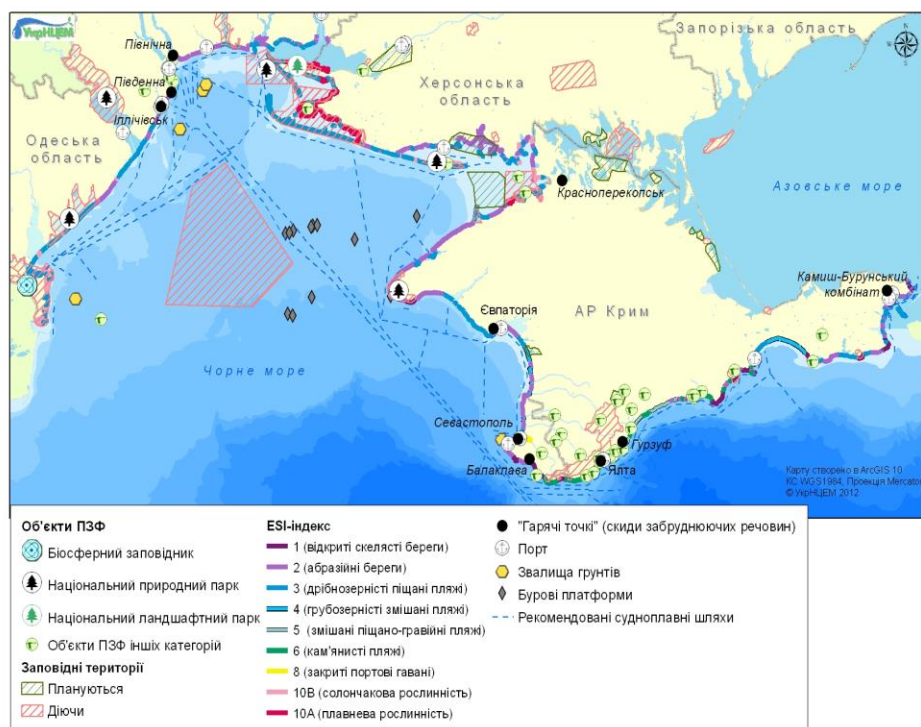 УкрНЦЕМ
Північна
Південна
Іллічівськ
Одеська
область
Херсонська
область
Запорізька область
Красноперекопськ
Азовське море
Камиш-Бурунський
комбінат
Євпаторія
АР Крим
Чорне море
Севастополь
Балаклава
Гурзуф
Ялта
Карту створено в ArcGIS 10
КС WGS1984, Проекція Mercator
© УкрНЦЕМ 2012
Об'єкти ПЗФ
Біосферний заповідник
Національний природний парк
Національний ландшафтний парк
Об'єкти ПЗФ інших категорій
Заповідні території
Плануються
Діючи
ESI-індекс
1 (відкриті скелясті береги)
2 (абразійні береги)
3 (дрібнозерністі піщані пляжі)
4 (грубозерністі змішані пляжі)
5 (змішані піщано-гравійні пляжі)
6 (кам'янисті пляжі)
8 (закриті портові гавані)
10B (солончакова рослинність)
10A (плавнева рослинність)
"Гарячі точкі" (скиди забруднюючих речовин)
Порт
Звалища грунтів
Бурові платформи
Рекомендовані судноплавні шляхи